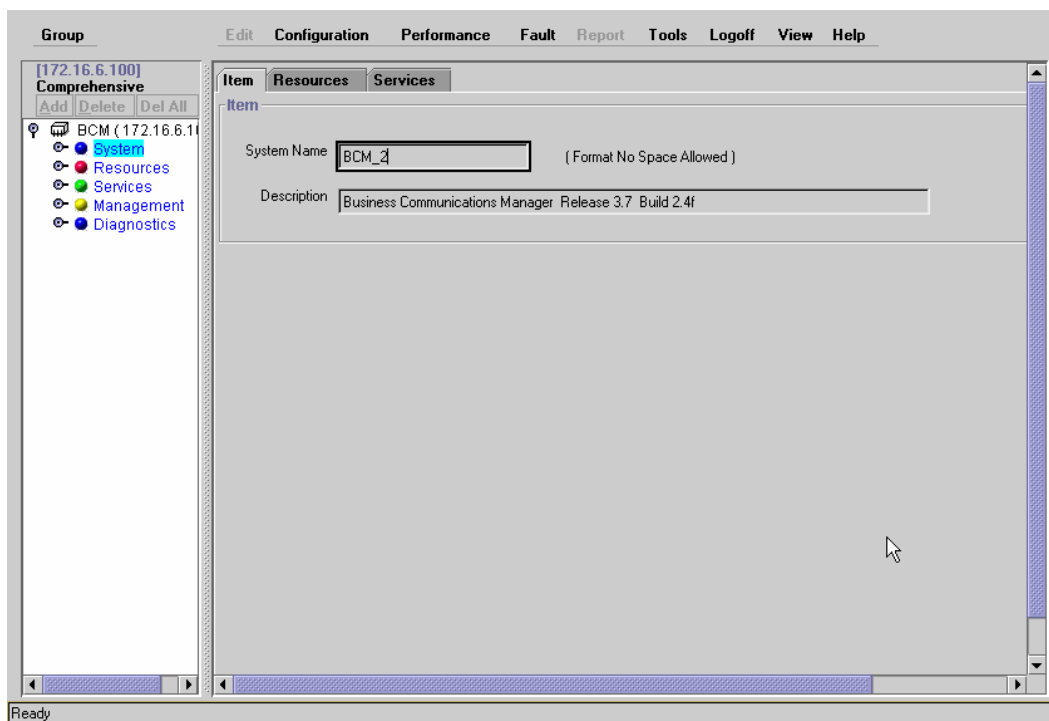 Group Edit Configuration Performance Fault Report Tools Logoff View Help
[172.16.6.100]
Comprehensive
Add Delete Del All
BCM (172.16.6.1
System
Resources
Services
Management
Diagnostics
Item Resources Services
Item
System Name BCM_2 ( Format No Space Allowed )
Description Business Communications Manager Release 3.7 Build 2.4f
Ready